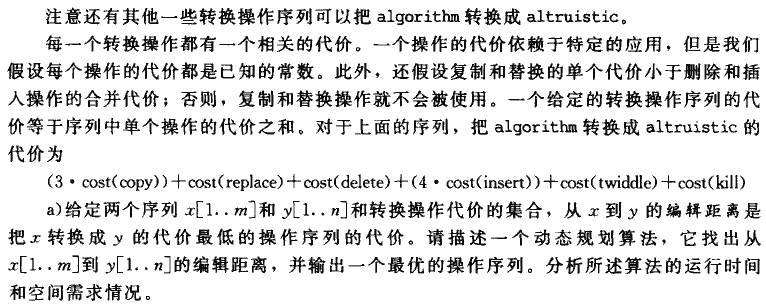 注意还有其他一些转换操作序列可以把 algorithm 转换成 altruistic。
每一个转换操作都有一个相关的代价。一个操作的代价依赖于特定的应用，但是我们
假设每个操作的代价都是已知的常数。此外，还假设复制和替换的单个代价小于删除和插
入操作的合并代价；否则，复制和替换操作就不会被使用。一个给定的转换操作序列的代
价等于序列中单个操作的代价之和。对于上面的序列，把 algorithm 转换成 altruistic 的
代价为
(3·cost(copy))+cost(replace)+cost(delete)+(4·cost(insert))+cost(twiddle)+cost(kill)
a)给定两个序列 x[1..m]和 y[1..n]和转换操作代价的集合，从 x 到 y 的编辑距离是
把 x 转换成 y 的代价最低的操作序列的代价。请描述一个动态规划算法，它找出从
x[1..m]到 y[1..n]的编辑距离，并输出一个最优的操作序列。分析所述算法的运行时间
和空间需求情况。